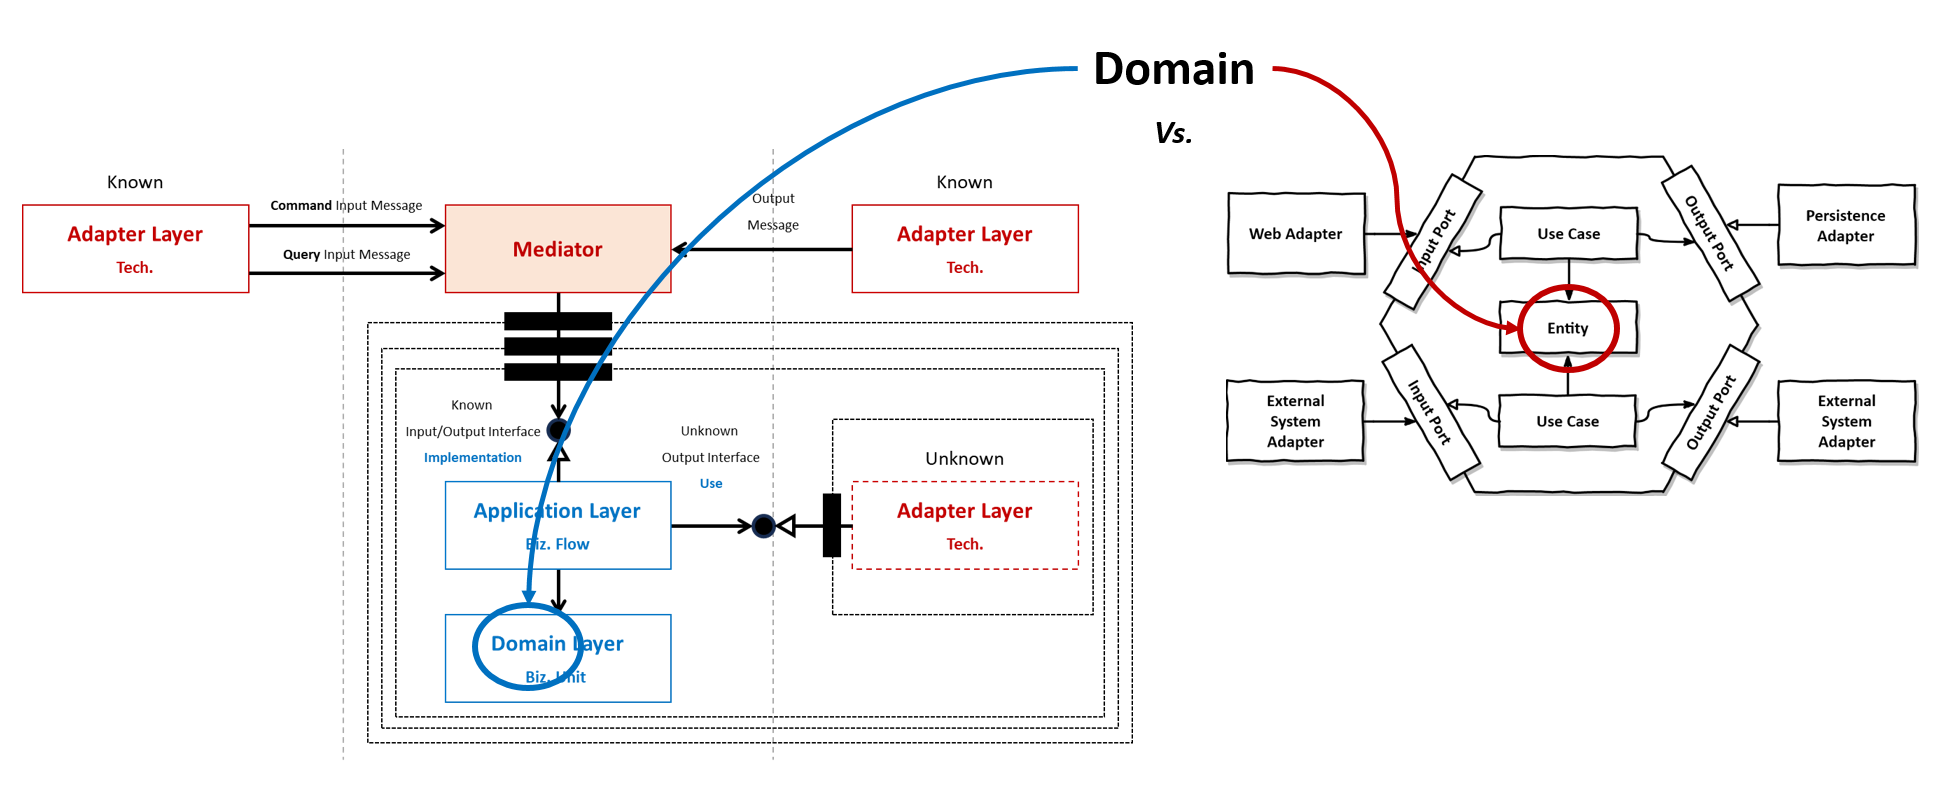 Domain
Vs.
Known
Adapter Layer
Tech.
Command Input Message
Query Input Message
Mediator
Output
Message
Known
Adapter Layer
Tech.
Known
Input/Output Interface
Implementation
Unknown
Output Interface
Use
Application Layer
Biz. Flow
Unknown
Adapter Layer
Tech.
Domain Layer
Biz. Unit
Web Adapter
Input Port
Use Case
Output Port
Persistence
Adapter
Entity
External
System
Adapter
Input Port
Use Case
Output Port
External
System
Adapter